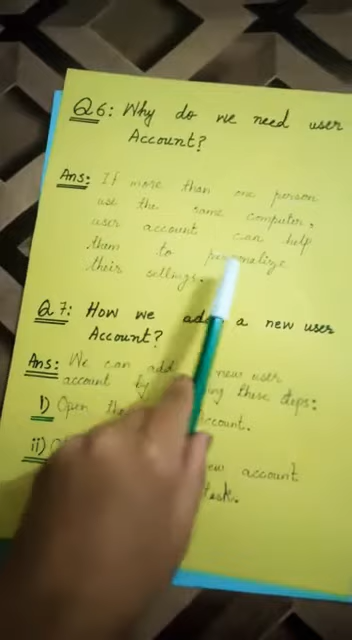 Q6: Why do we need user
Account?
Ans: If more than one person
use the same computer,
user account can help
them to personalize
their settings.
Q7: How we add a new user
Account?
Ans: We can add new user
account by these steps:
i) Open the ccount.
ii)
account
task.